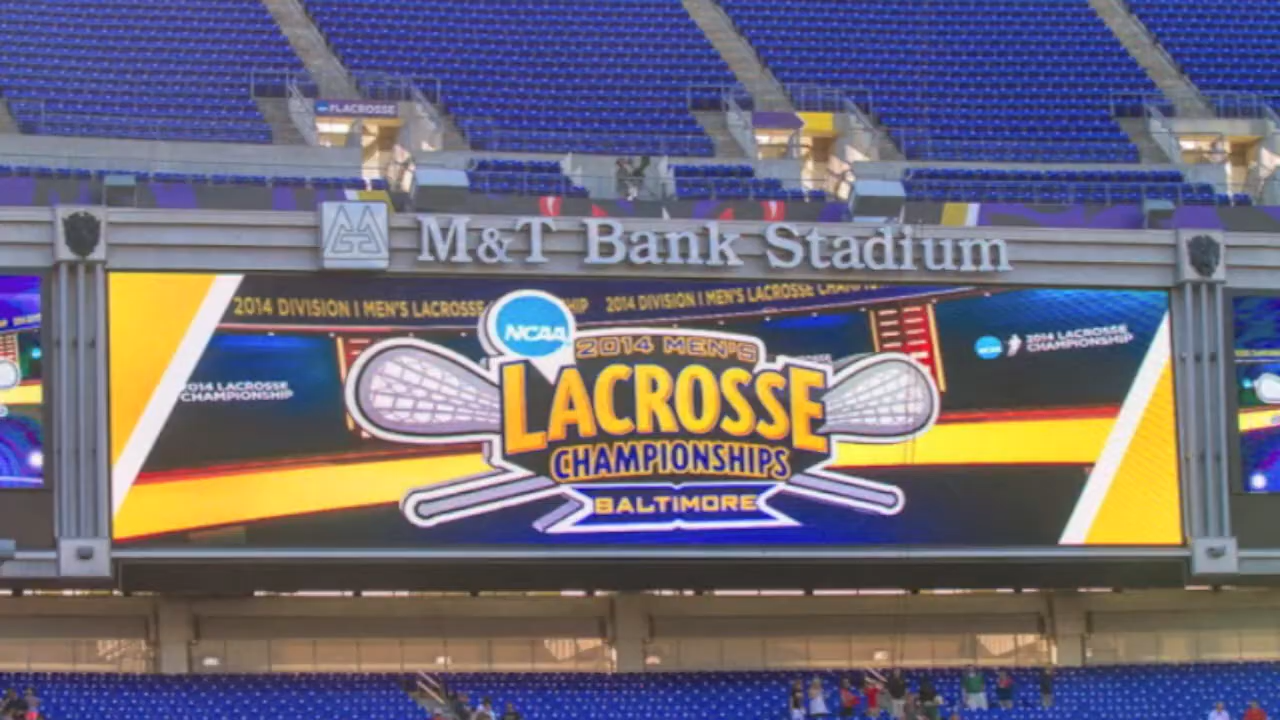 #LACROSSE
M&T Bank Stadium
2014 DIVISION I MEN'S LACROSSE
2014 DIVISION I MEN'S LACROSSE
NCAA
2014 MEN'S
LACROSSE
CHAMPIONSHIPS
BALTIMORE
2014 LACROSSE
CHAMPIONSHIP
2014 LACROSSE
CHAMPIONSHIP